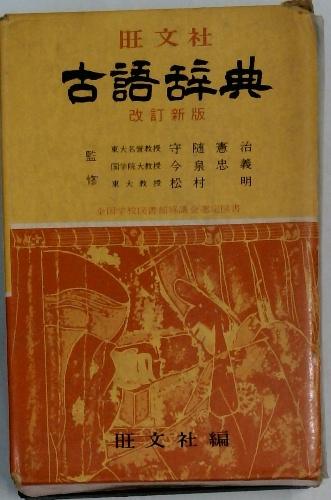 旺文社
古語辞典
改訂新版
監修
東大名誉教授 守随憲治
国学院大教授 今泉忠義
東大教授 松村明
全国学校図書館協議会選定図書
旺文社編